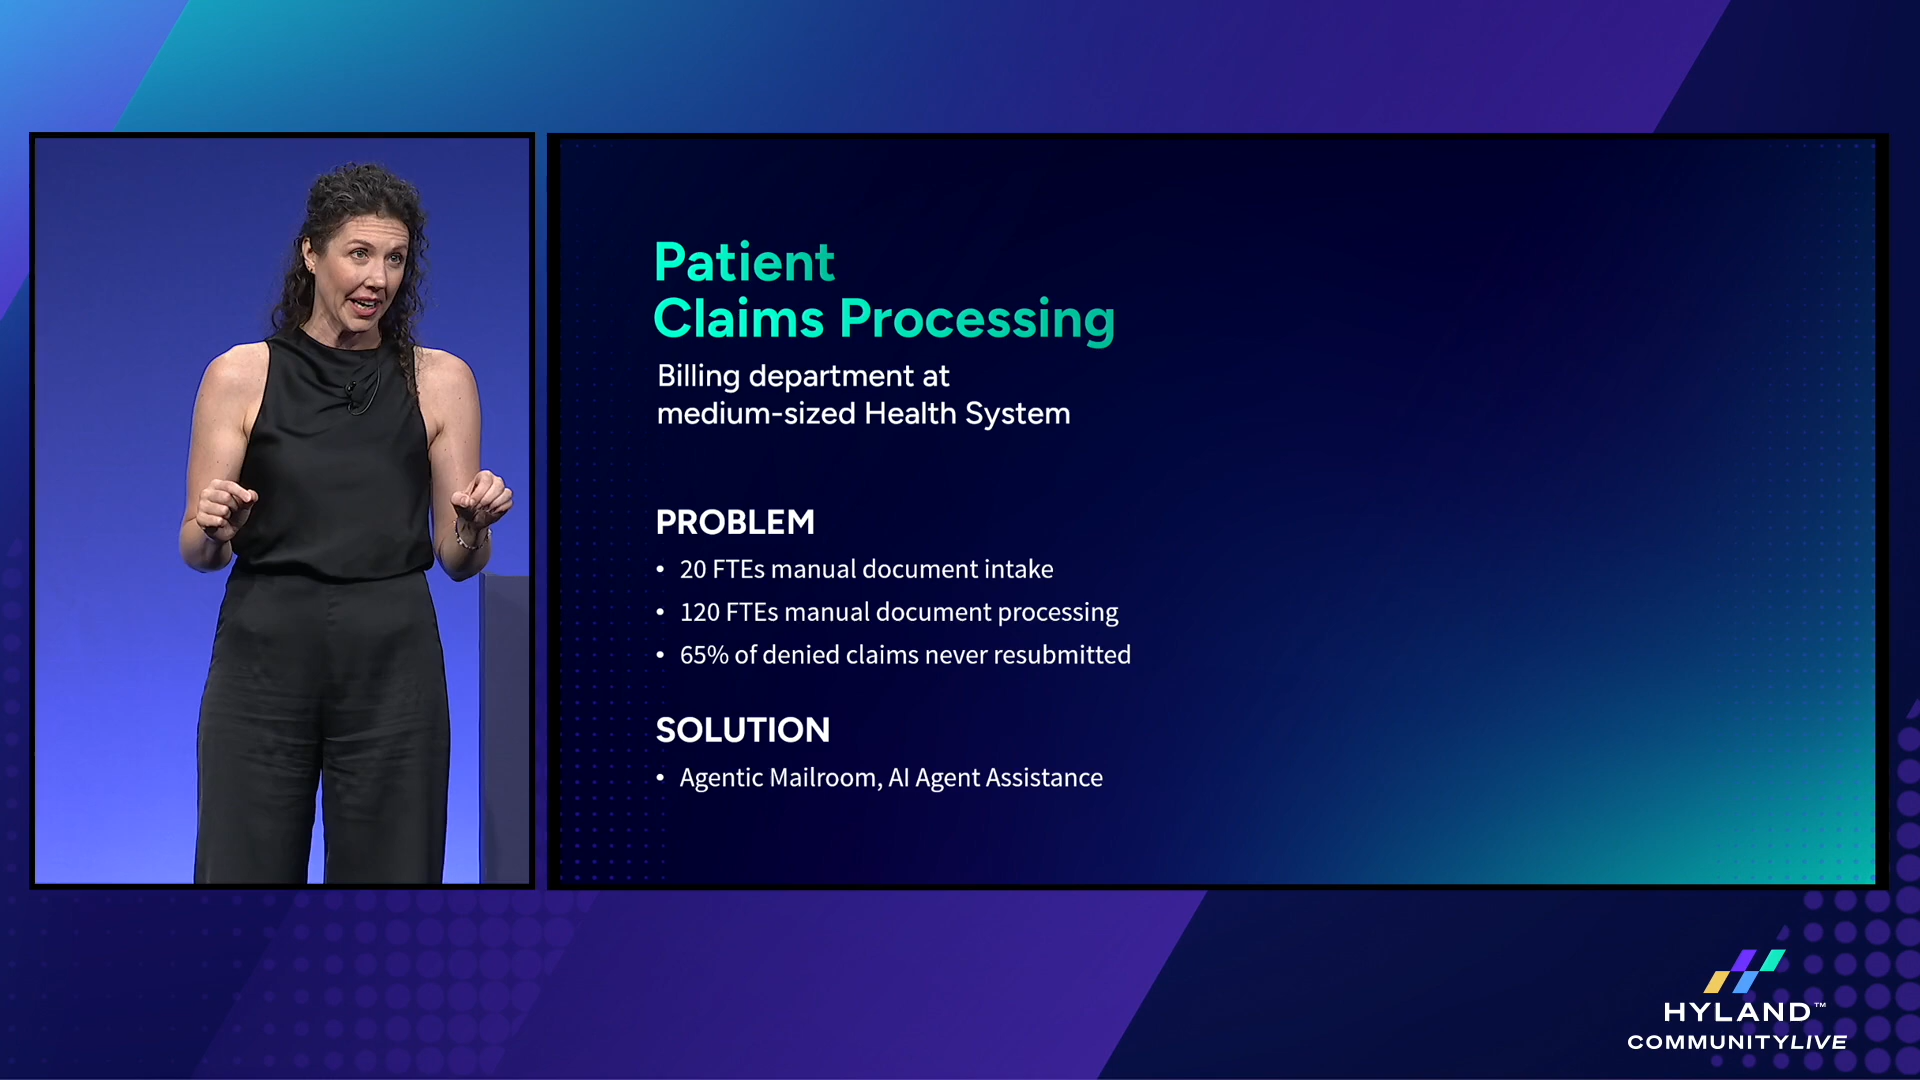 Patient
Claims Processing
Billing department at
medium-sized Health System
PROBLEM
• 20 FTEs manual document intake
• 120 FTEs manual document processing
• 65% of denied claims never resubmitted
SOLUTION
• Agentic Mailroom, AI Agent Assistance
HYLAND™
COMMUNITYLIVE